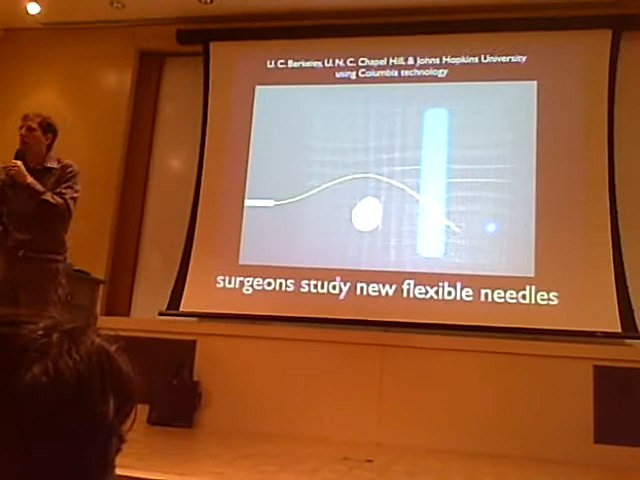 U. C. Berkeley, U. N. C. Chapel Hill, & Johns Hopkins University
using Columbia technology
surgeons study new flexible needles